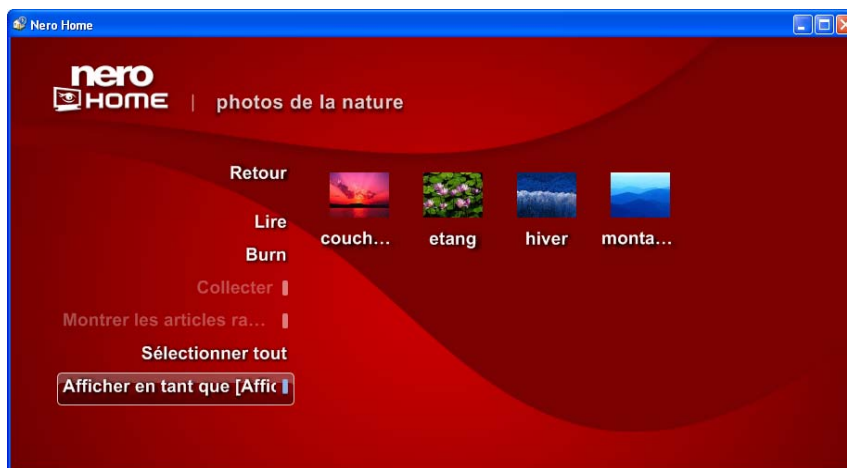 Nero Home
nero
HOME | photos de la nature
Retour
Lire
Burn
Collecter
Montrer les articles ra...
Sélectionner tout
Afficher en tant que [Affic
couch...
etang
hiver
monta...